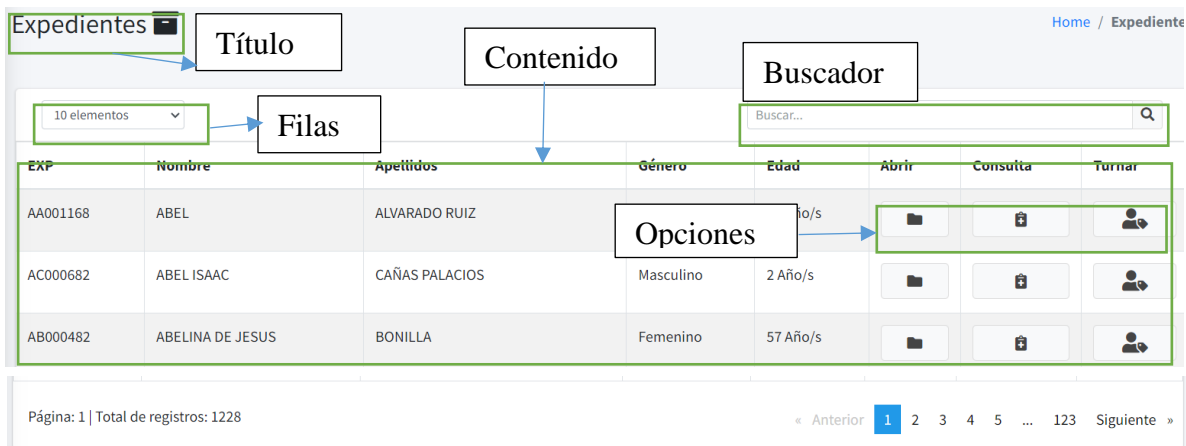 Expedientes
Título
Contenido
Buscador
Home / Expediente
10 elementos
Filas
Buscar...
EXP Nombre Apellidos Género Edad Abrir Consulta Turnar
AA001168 ABEL ALVARADO RUIZ ño/s
Opciones
AC000682 ABEL ISAAC CAÑAS PALACIOS Masculino 2 Año/s
AB000482 ABELINA DE JESUS BONILLA Femenino 57 Año/s
Página: 1 | Total de registros: 1228 « Anterior 1 2 3 4 5 ... 123 Siguiente »